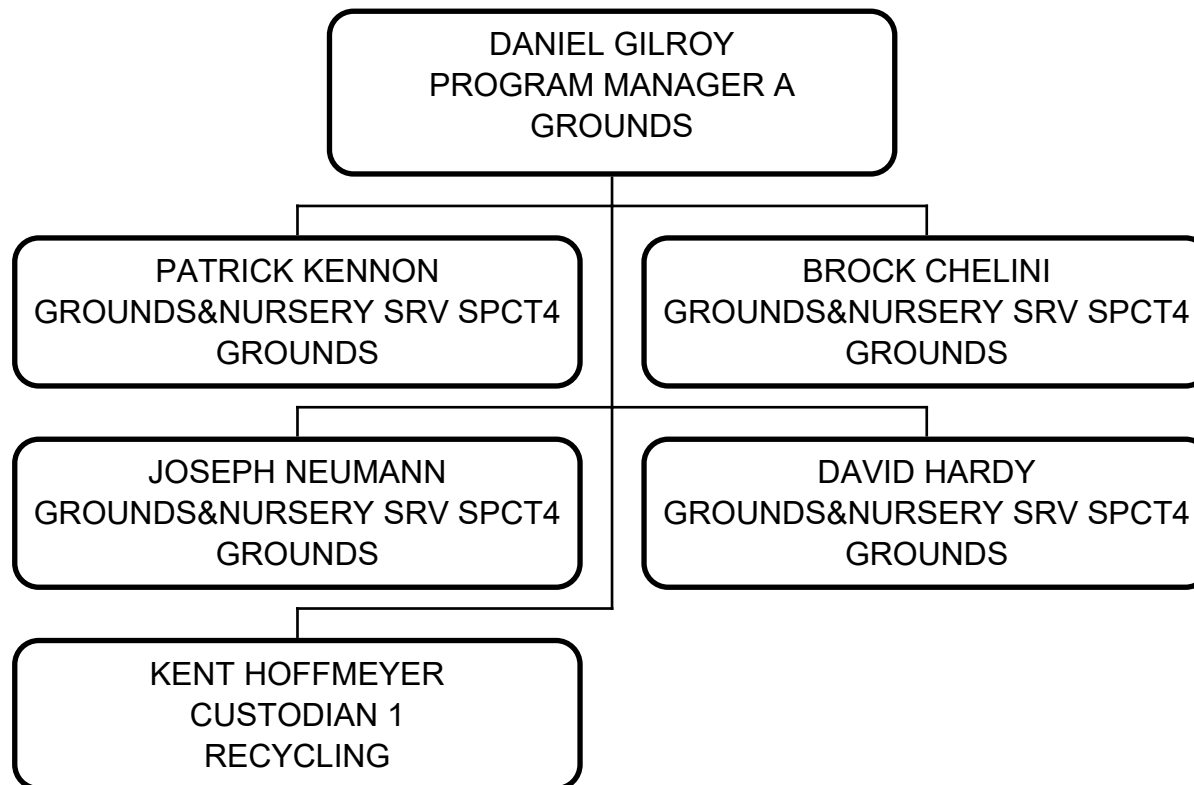 DANIEL GILROY
PROGRAM MANAGER A
GROUNDS
PATRICK KENNON
GROUNDS&NURSERY SRV SPCT4
GROUNDS
BROCK CHELINI
GROUNDS&NURSERY SRV SPCT4
GROUNDS
JOSEPH NEUMANN
GROUNDS&NURSERY SRV SPCT4
GROUNDS
DAVID HARDY
GROUNDS&NURSERY SRV SPCT4
GROUNDS
KENT HOFFMEYER
CUSTODIAN 1
RECYCLING